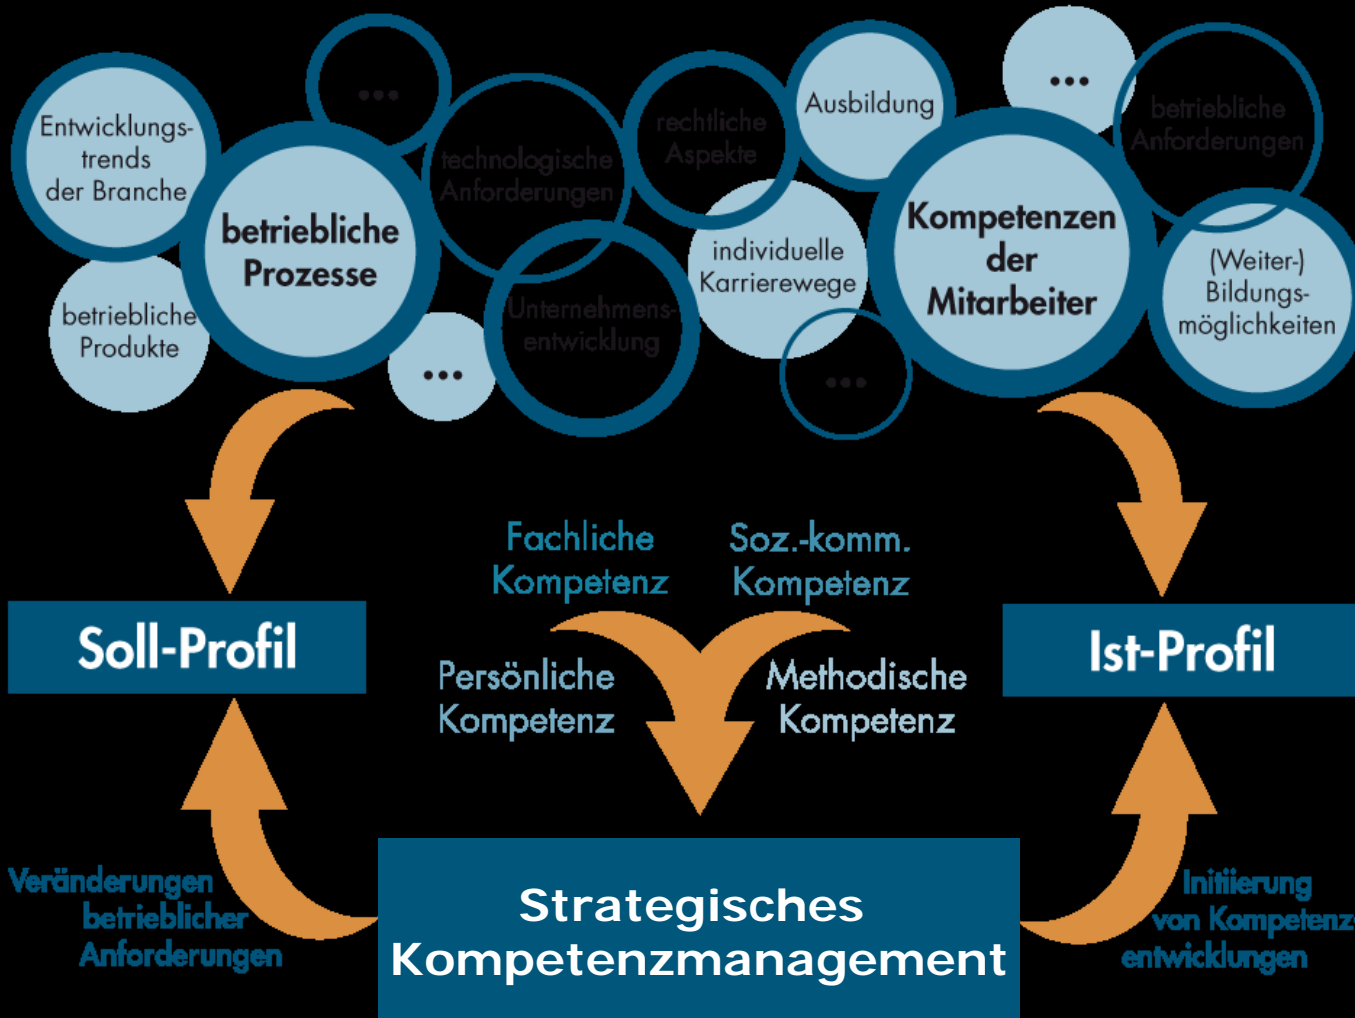 Entwicklungs-
trends
der Branche
betriebliche
Prozesse
betriebliche
Produkte
...
technologische
Anforderungen
...
Unternehmens-
entwicklung
rechtliche
Aspekte
Ausbildung
individuelle
Karrierewege
...
Kompetenzen
der
Mitarbeiter
...
betriebliche
Anforderungen
(Weiter-)
Bildungs-
möglichkeiten
Soll-Profil
Fachliche
Kompetenz
Soz.-komm.
Kompetenz
Persönliche
Kompetenz
Methodische
Kompetenz
Ist-Profil
Veränderungen
betrieblicher
Anforderungen
Strategisches
Kompetenzmanagement
Initiierung
von Kompetenz
entwicklungen